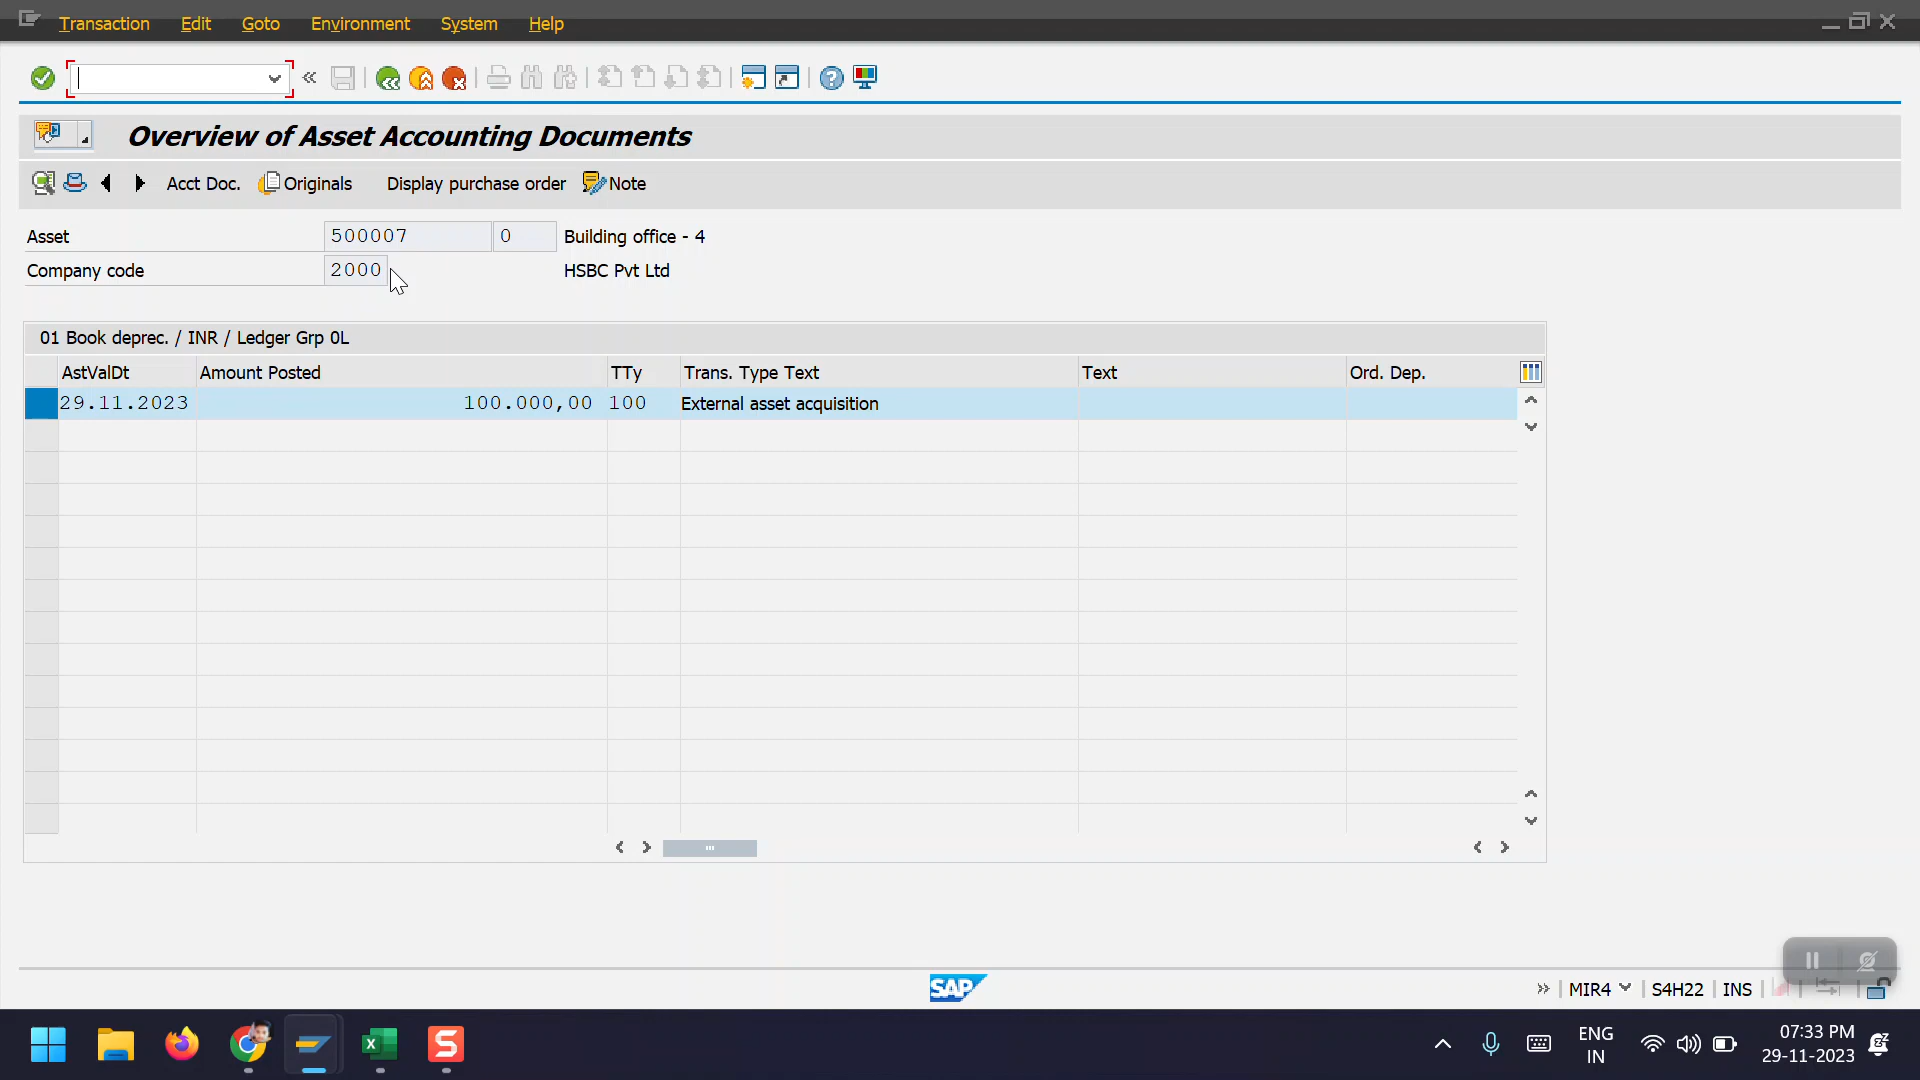 Transaction Edit Goto Environment System Help
Overview of Asset Accounting Documents
Acct Doc. Originals Display purchase order Note
Asset 500007 0 Building office - 4
Company code 2000 HSBC Pvt Ltd
01 Book deprec. / INR / Ledger Grp 0L
AstValDt Amount Posted TTy Trans. Type Text Text Ord. Dep.
29.11.2023 100.000,00 100 External asset acquisition
SAP MIR4 S4H22 INS
ENG 07:33 PM
IN 29-11-2023